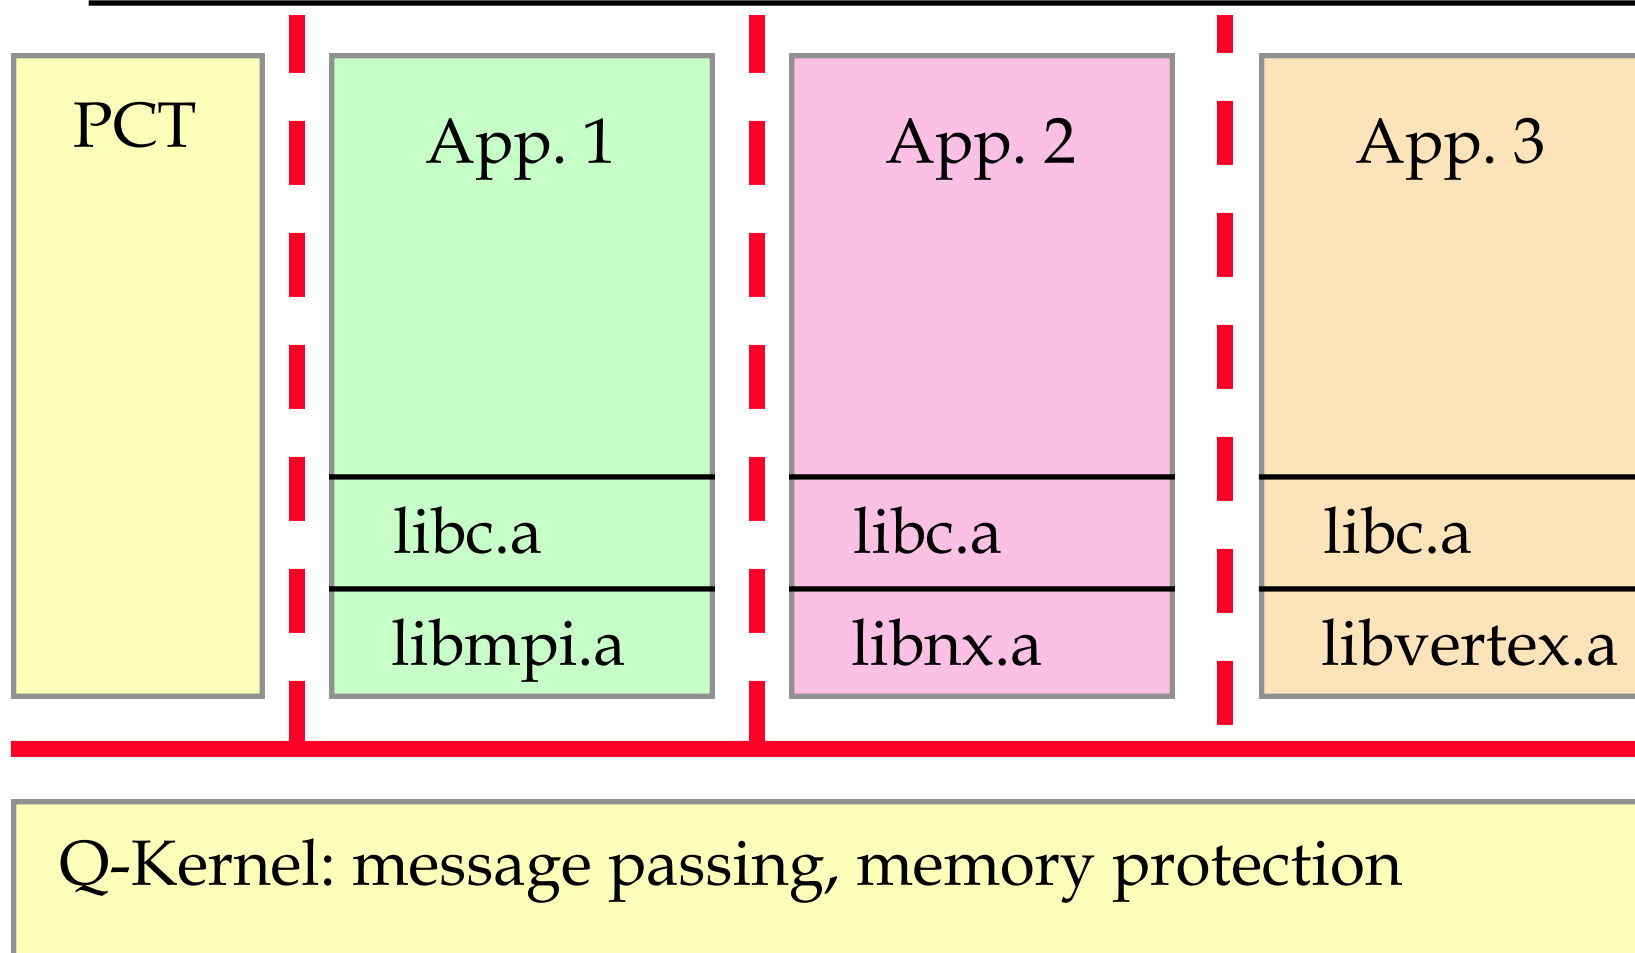 PCT
App. 1
App. 2
App. 3
libc.a
libc.a
libc.a
libmpi.a
libnx.a
libvertex.a
Q-Kernel: message passing, memory protection